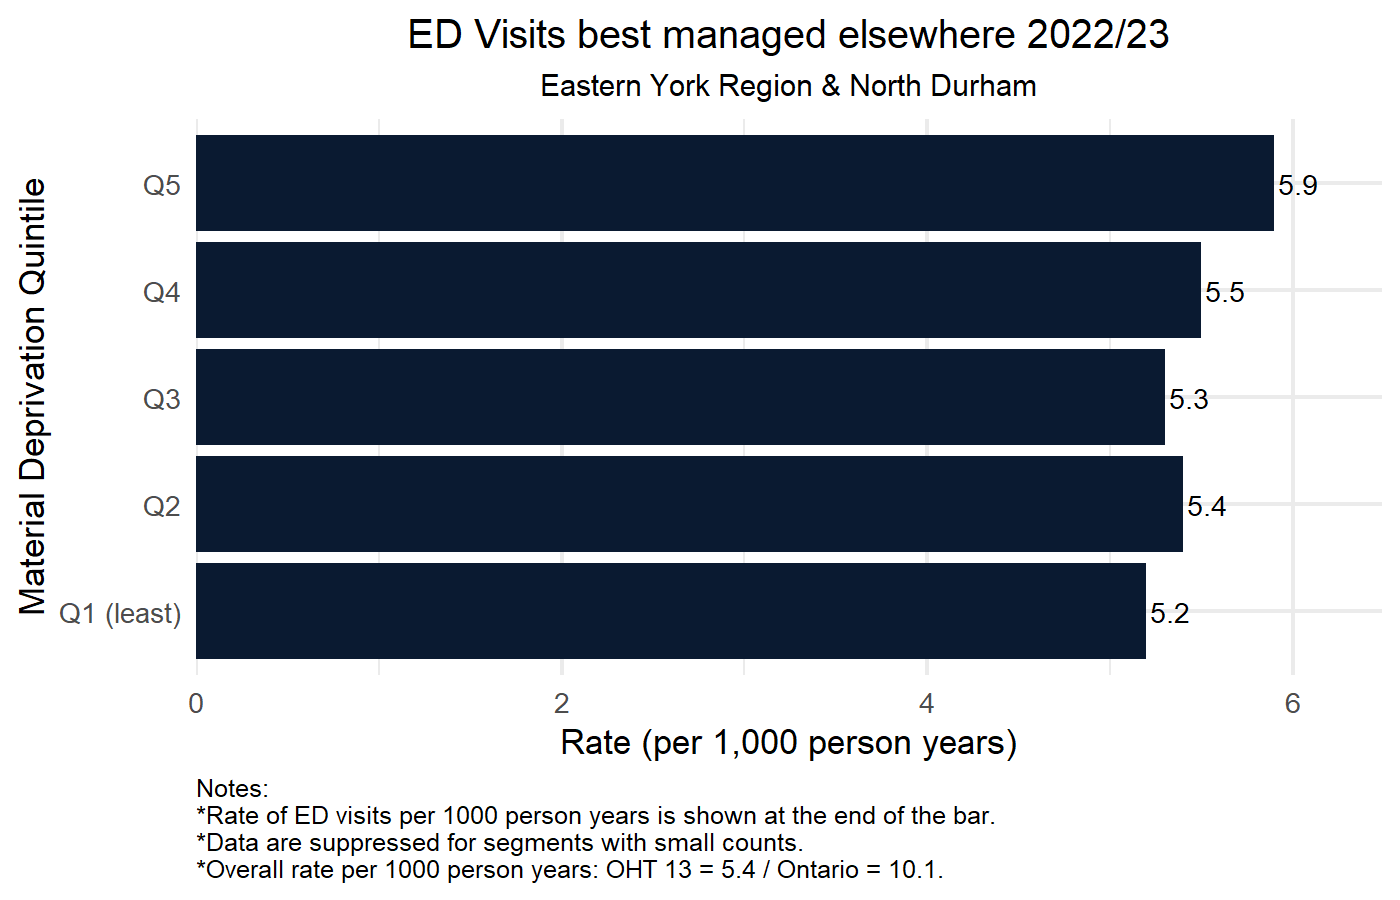 ED Visits best managed elsewhere 2022/23
Eastern York Region & North Durham
Material Deprivation Quintile
Q5
5.9
Q4
5.5
Q3
5.3
Q2
5.4
Q1 (least)
5.2
0 2 4 6
Rate (per 1,000 person years)
Notes:
*Rate of ED visits per 1000 person years is shown at the end of the bar.
*Data are suppressed for segments with small counts.
*Overall rate per 1000 person years: OHT 13 = 5.4 / Ontario = 10.1.